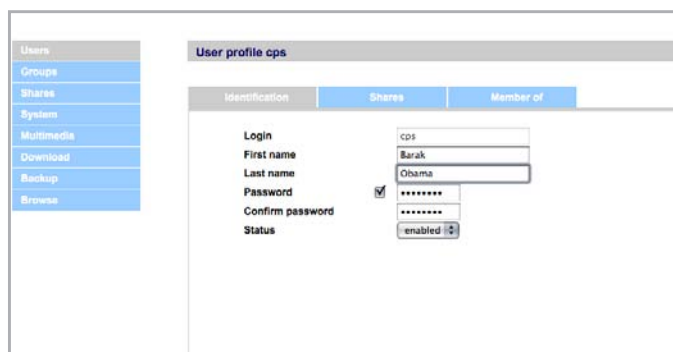 Users
Groups
Shares
System
Multimedia
Download
Backup
Browse
User profile cps
Identification Shares Member of
Login cps
First name Barak
Last name Obama
Password ••••••••
Confirm password ••••••••
Status enabled